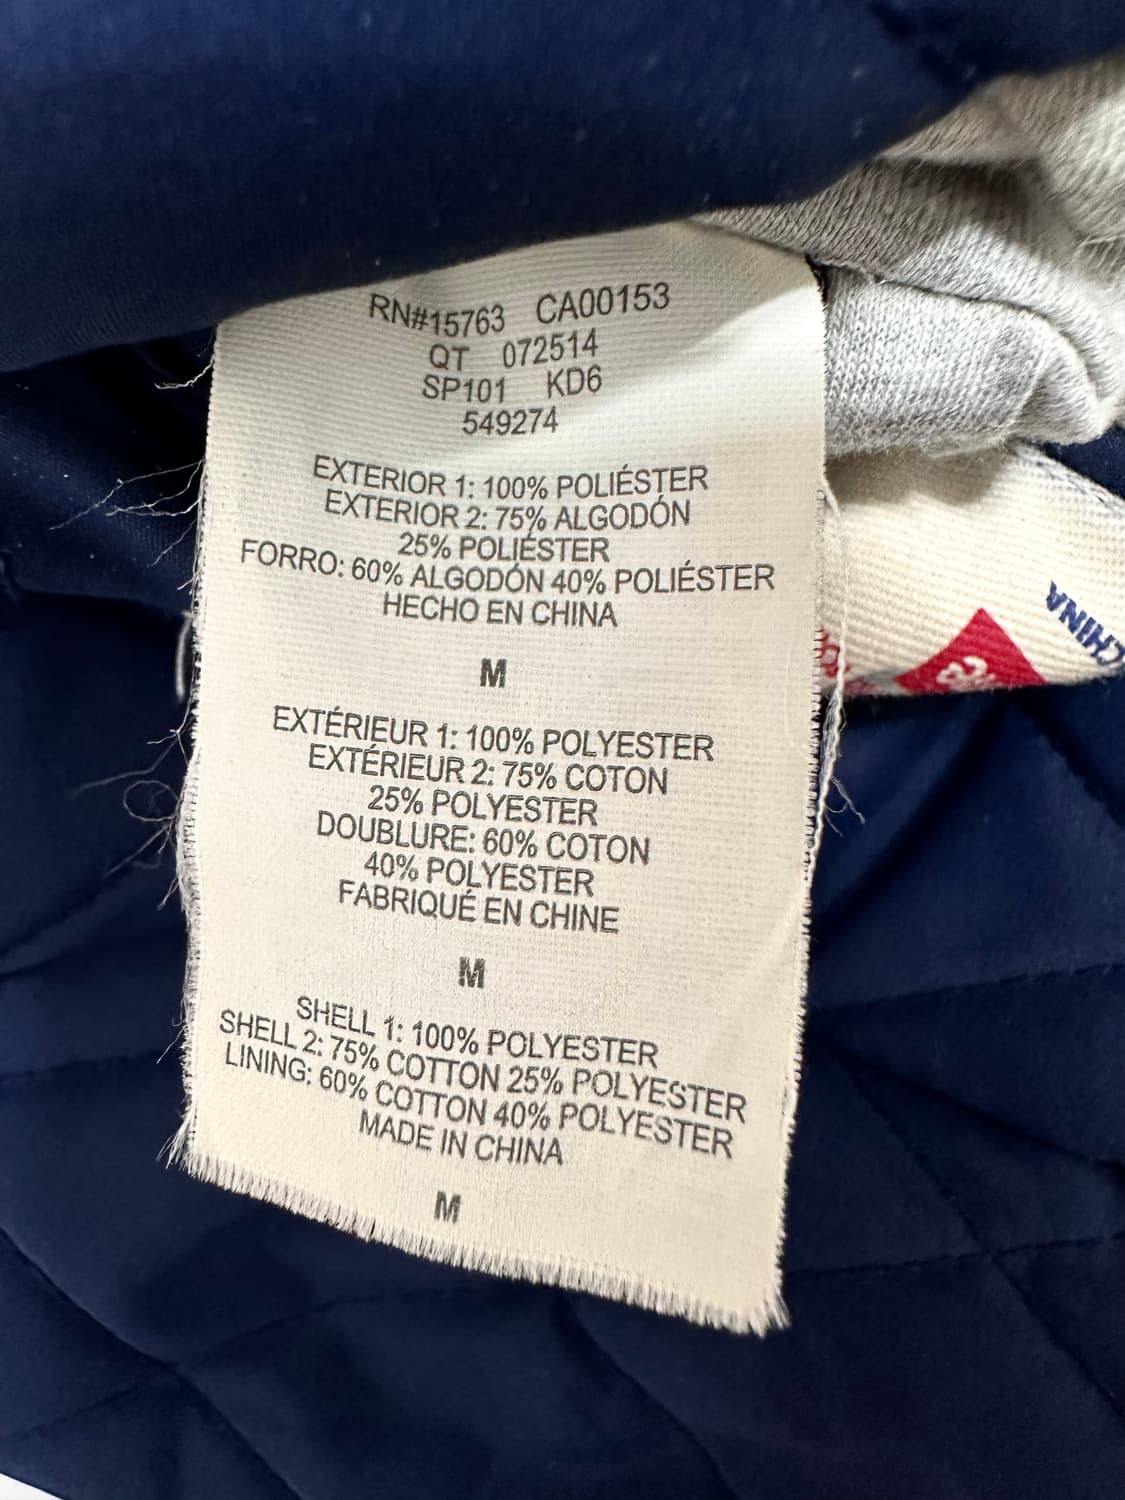 RN#15763 CA00153
QT 072514
SP101 KD6
549274
EXTERIOR 1: 100% POLIÉSTER
EXTERIOR 2: 75% ALGODÓN
25% POLIÉSTER
FORRO: 60% ALGODÓN 40% POLIÉSTER
HECHO EN CHINA
M
EXTÉRIEUR 1: 100% POLYESTER
EXTÉRIEUR 2: 75% COTON
25% POLYESTER
DOUBLURE: 60% COTON
40% POLYESTER
FABRIQUÉ EN CHINE
M
SHELL 1: 100% POLYESTER
SHELL 2: 75% COTTON 25% POLYESTER
LINING: 60% COTTON 40% POLYESTER
MADE IN CHINA
M
CHINA